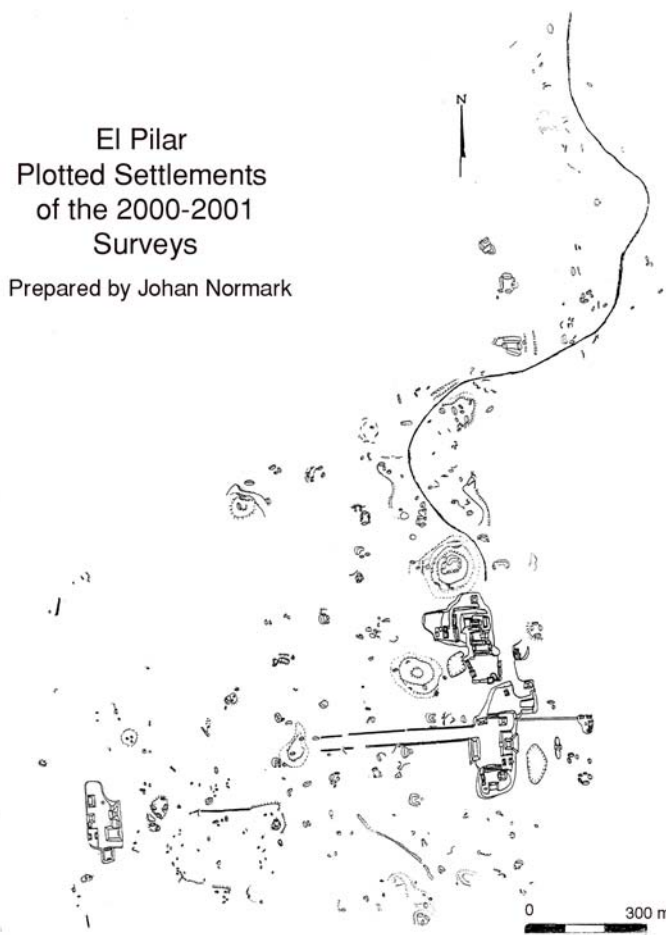 N
El Pilar
Plotted Settlements
of the 2000-2001
Surveys
Prepared by Johan Normark
0 300 m